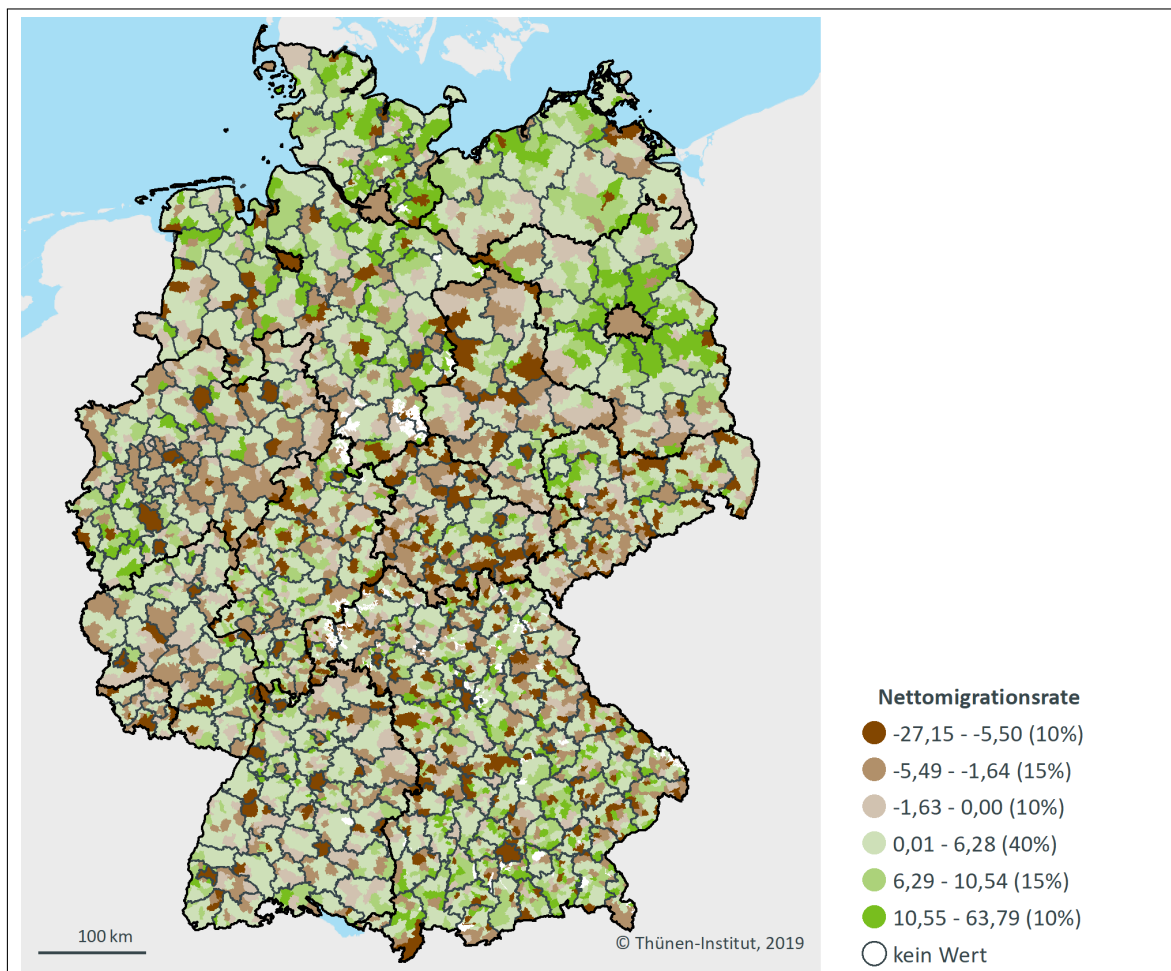 Nettomigrationsrate
-27,15 - -5,50 (10%)
-5,49 - -1,64 (15%)
-1,63 - 0,00 (10%)
0,01 - 6,28 (40%)
6,29 - 10,54 (15%)
10,55 - 63,79 (10%)
kein Wert
100 km
© Thünen-Institut, 2019